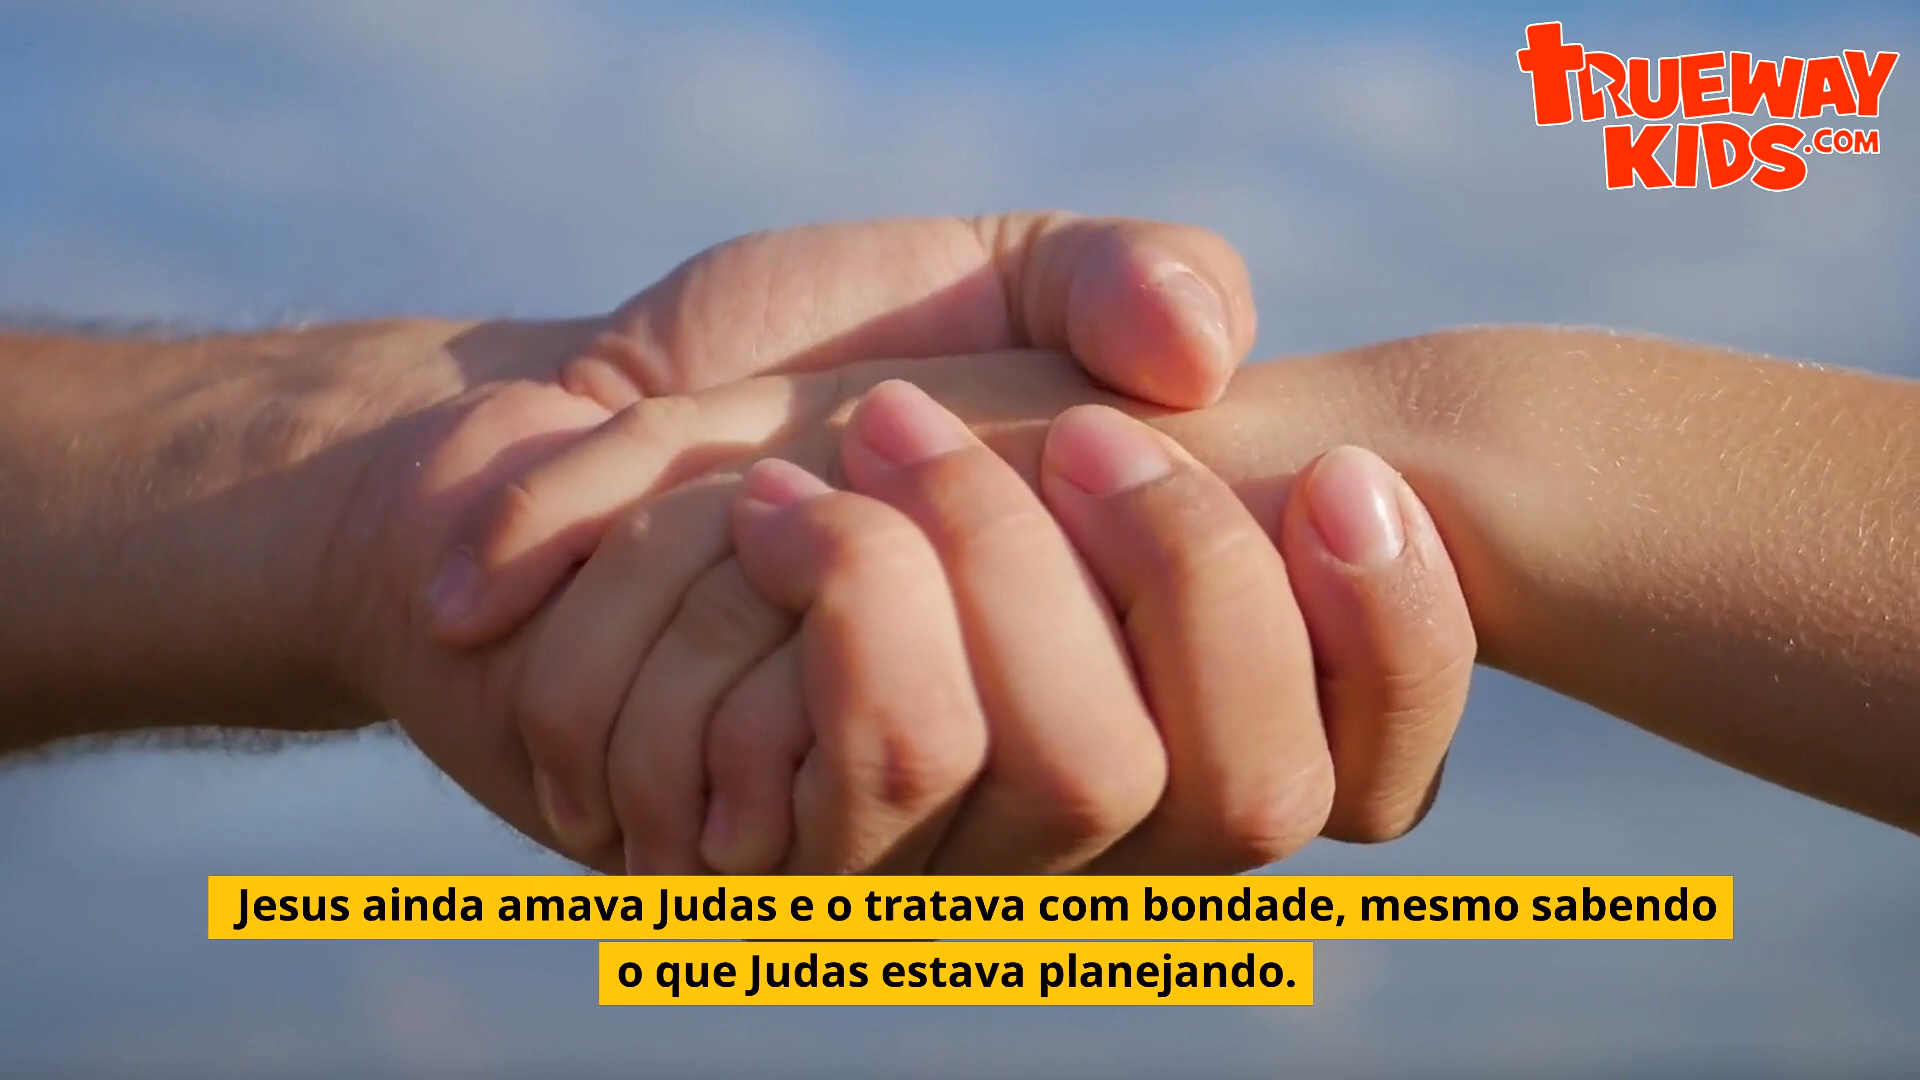 TRUEWAY
KIDS.COM
Jesus ainda amava Judas e o tratava com bondade, mesmo sabendo
o que Judas estava planejando.